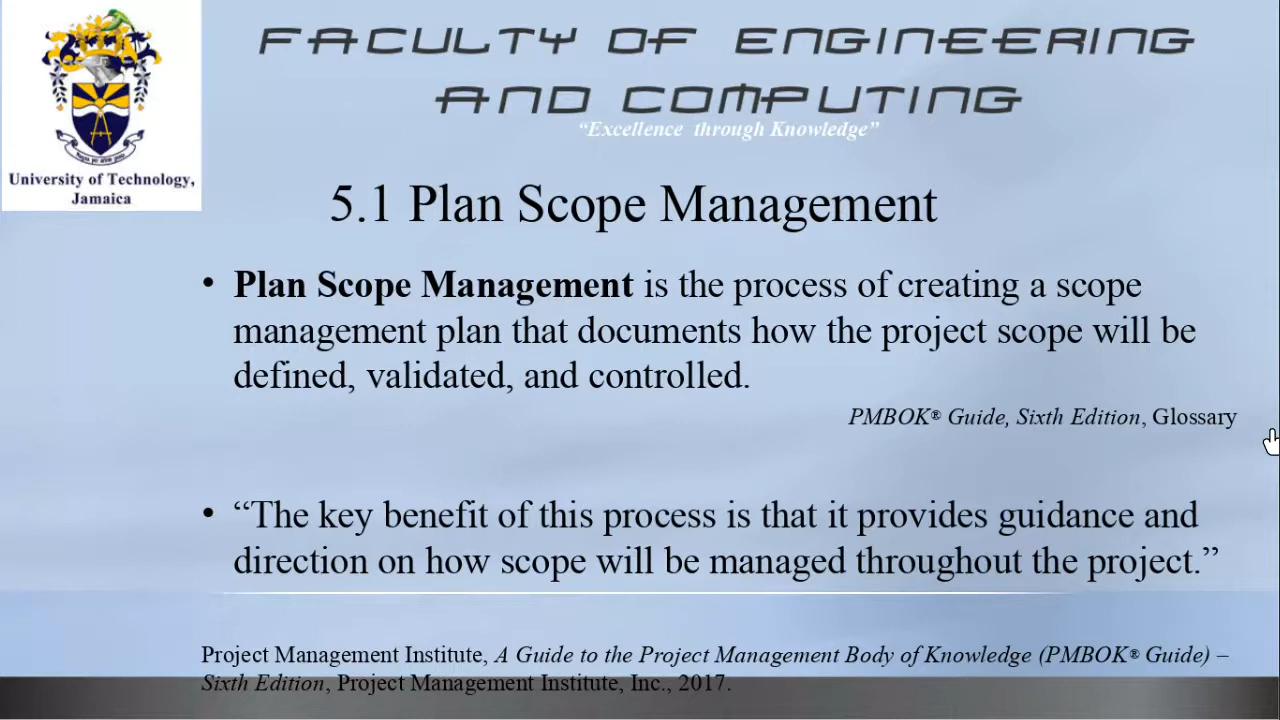 FACULTY OF ENGINEERING
AND COMPUTING
“Excellence through Knowledge”
University of Technology,
Jamaica
5.1 Plan Scope Management
• Plan Scope Management is the process of creating a scope
management plan that documents how the project scope will be
defined, validated, and controlled.
PMBOK® Guide, Sixth Edition, Glossary
• “The key benefit of this process is that it provides guidance and
direction on how scope will be managed throughout the project.”
Project Management Institute, A Guide to the Project Management Body of Knowledge (PMBOK® Guide) –
Sixth Edition, Project Management Institute, Inc., 2017.